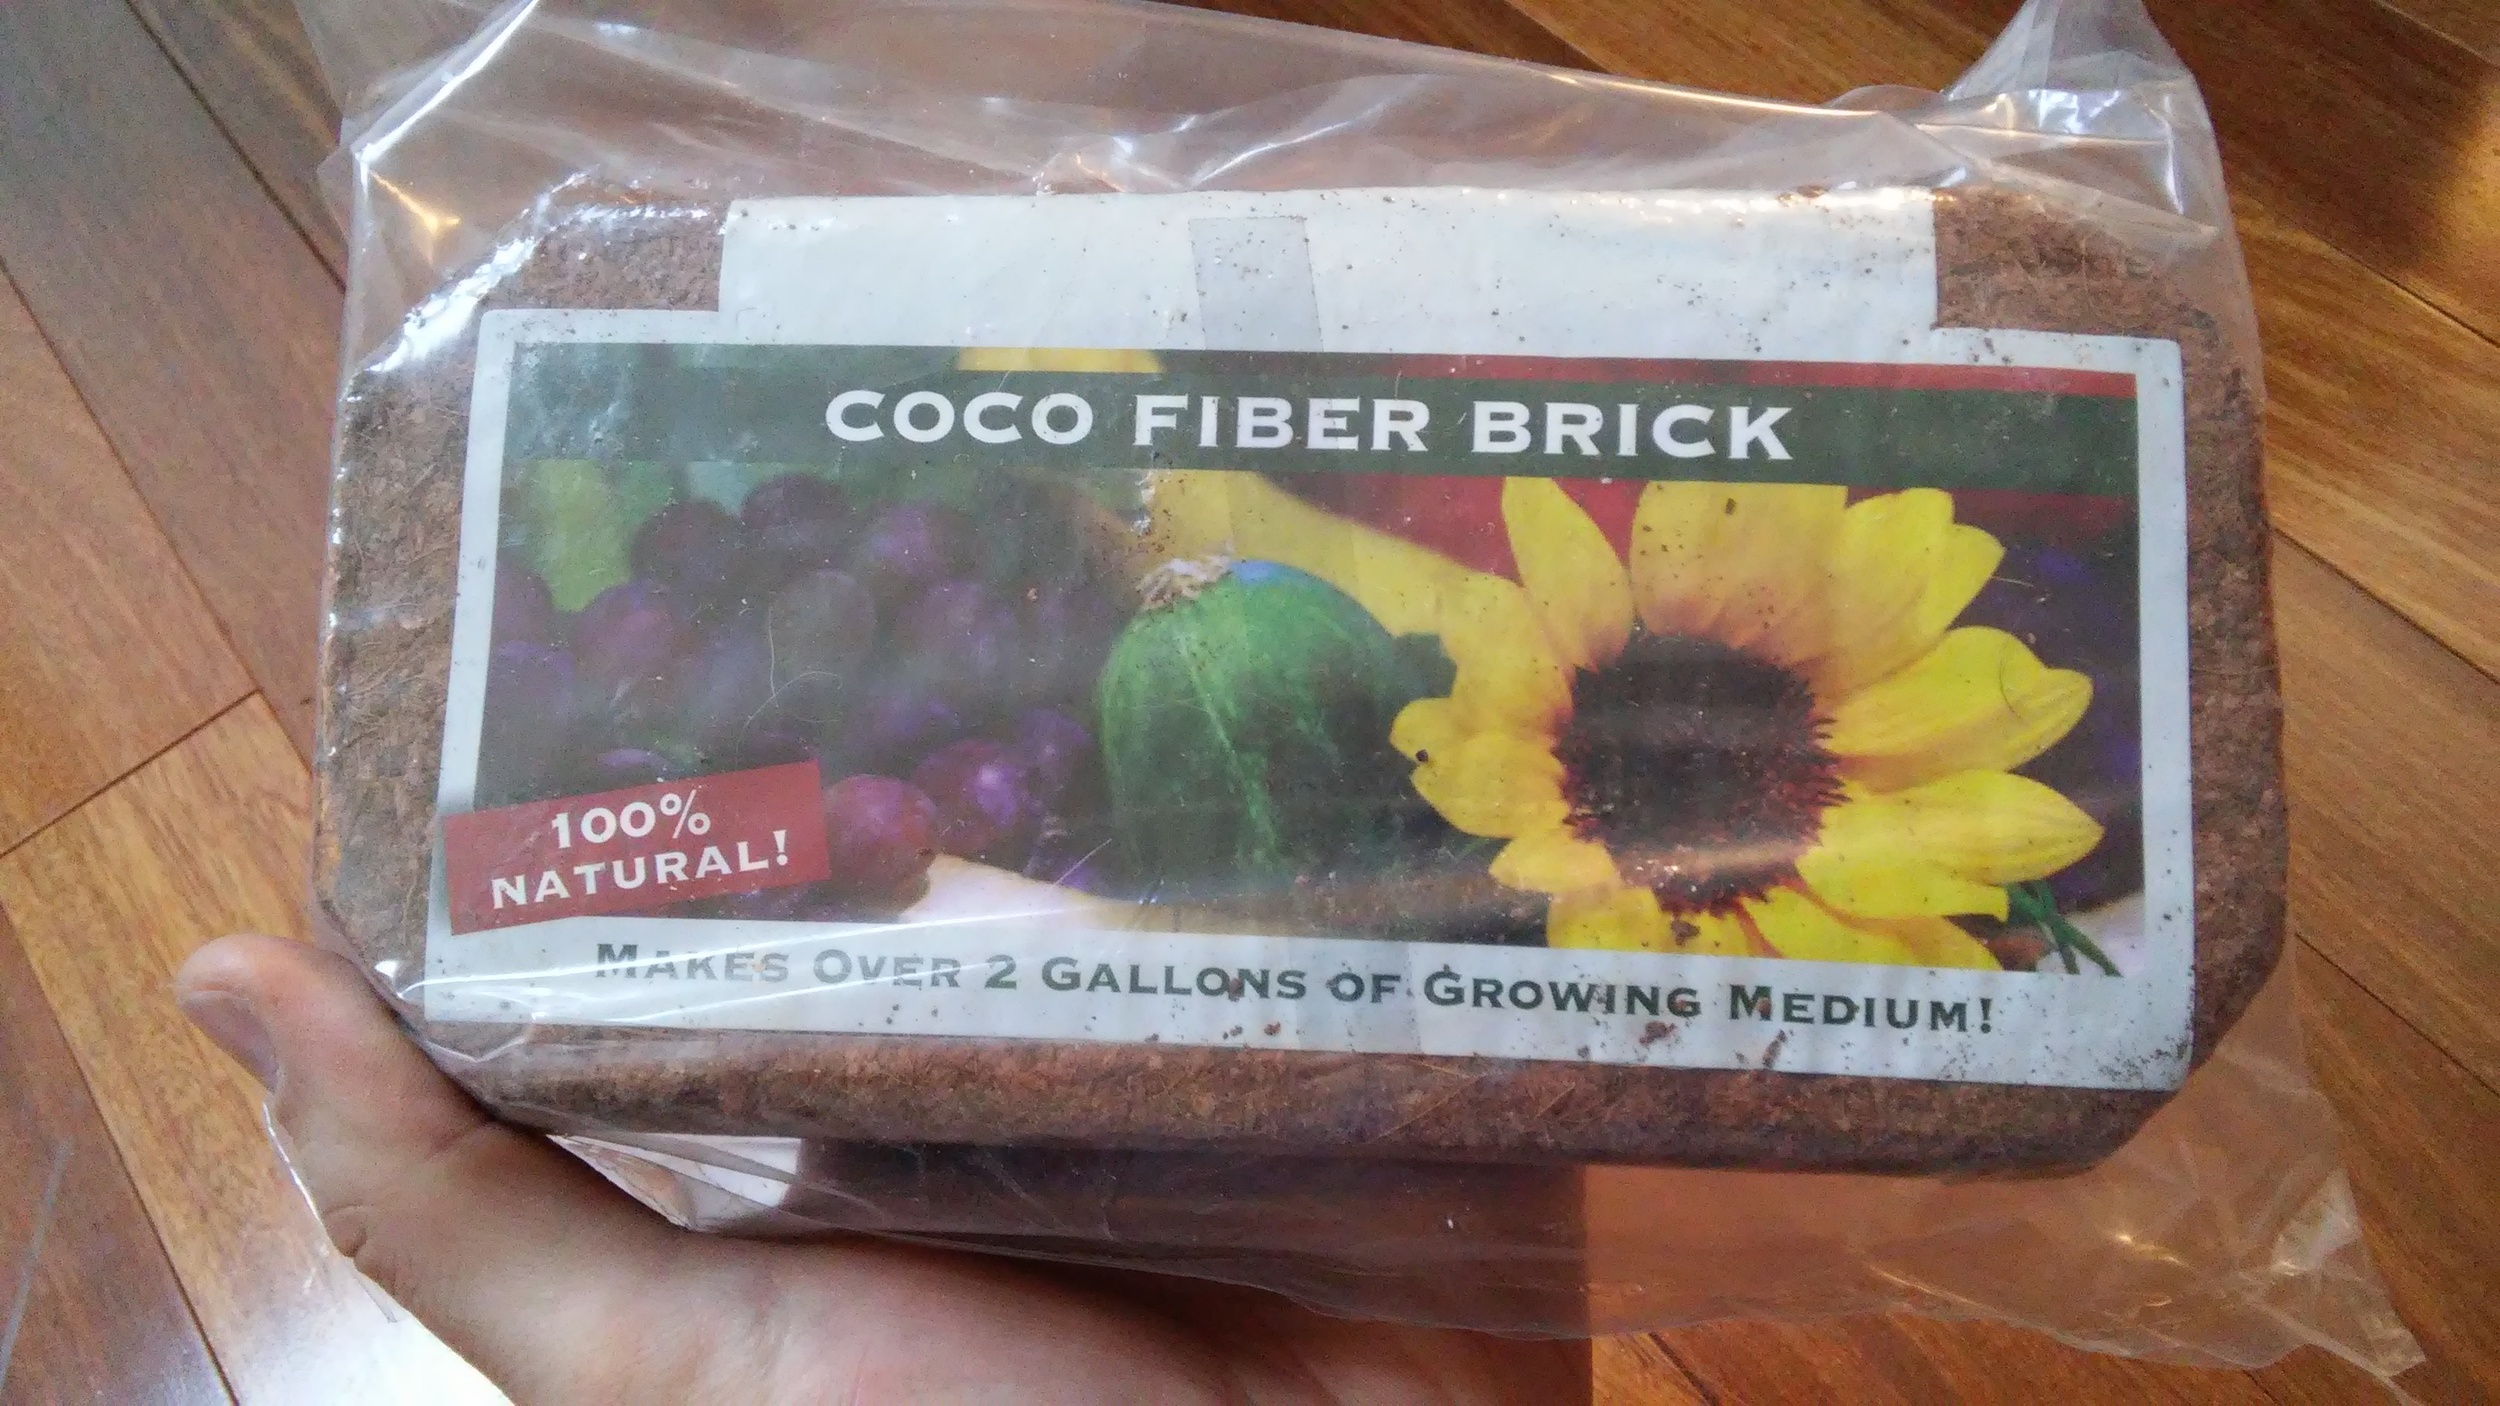 COCO FIBER BRICK
100%
NATURAL!
MAKES OVER 2 GALLONS OF GROWING MEDIUM!